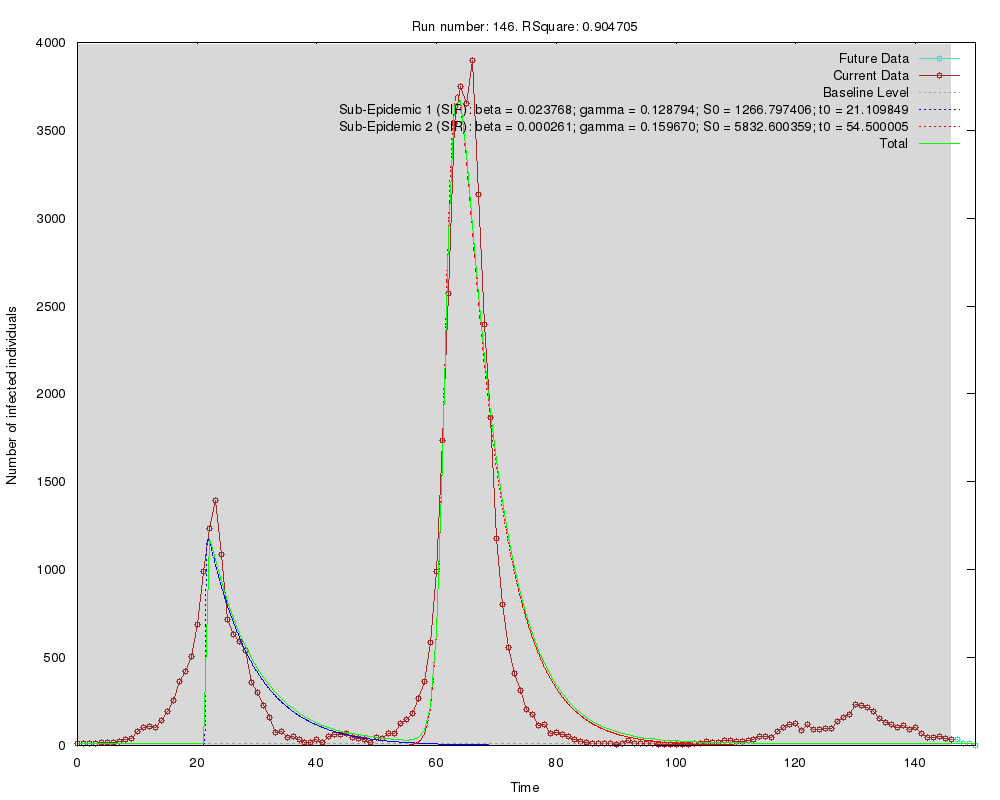 Run number: 146. RSquare: 0.904705
Future Data
Current Data
Baseline Level
Sub-Epidemic 1 (SIR): beta = 0.023768; gamma = 0.128794; S0 = 1266.797406; t0 = 21.109849
Sub-Epidemic 2 (SIR): beta = 0.000261; gamma = 0.159670; S0 = 5832.600359; t0 = 54.500005
Total
Number of infected individuals
4000
3500
3000
2500
2000
1500
1000
500
0
0 20 40 60 80 100 120 140
Time